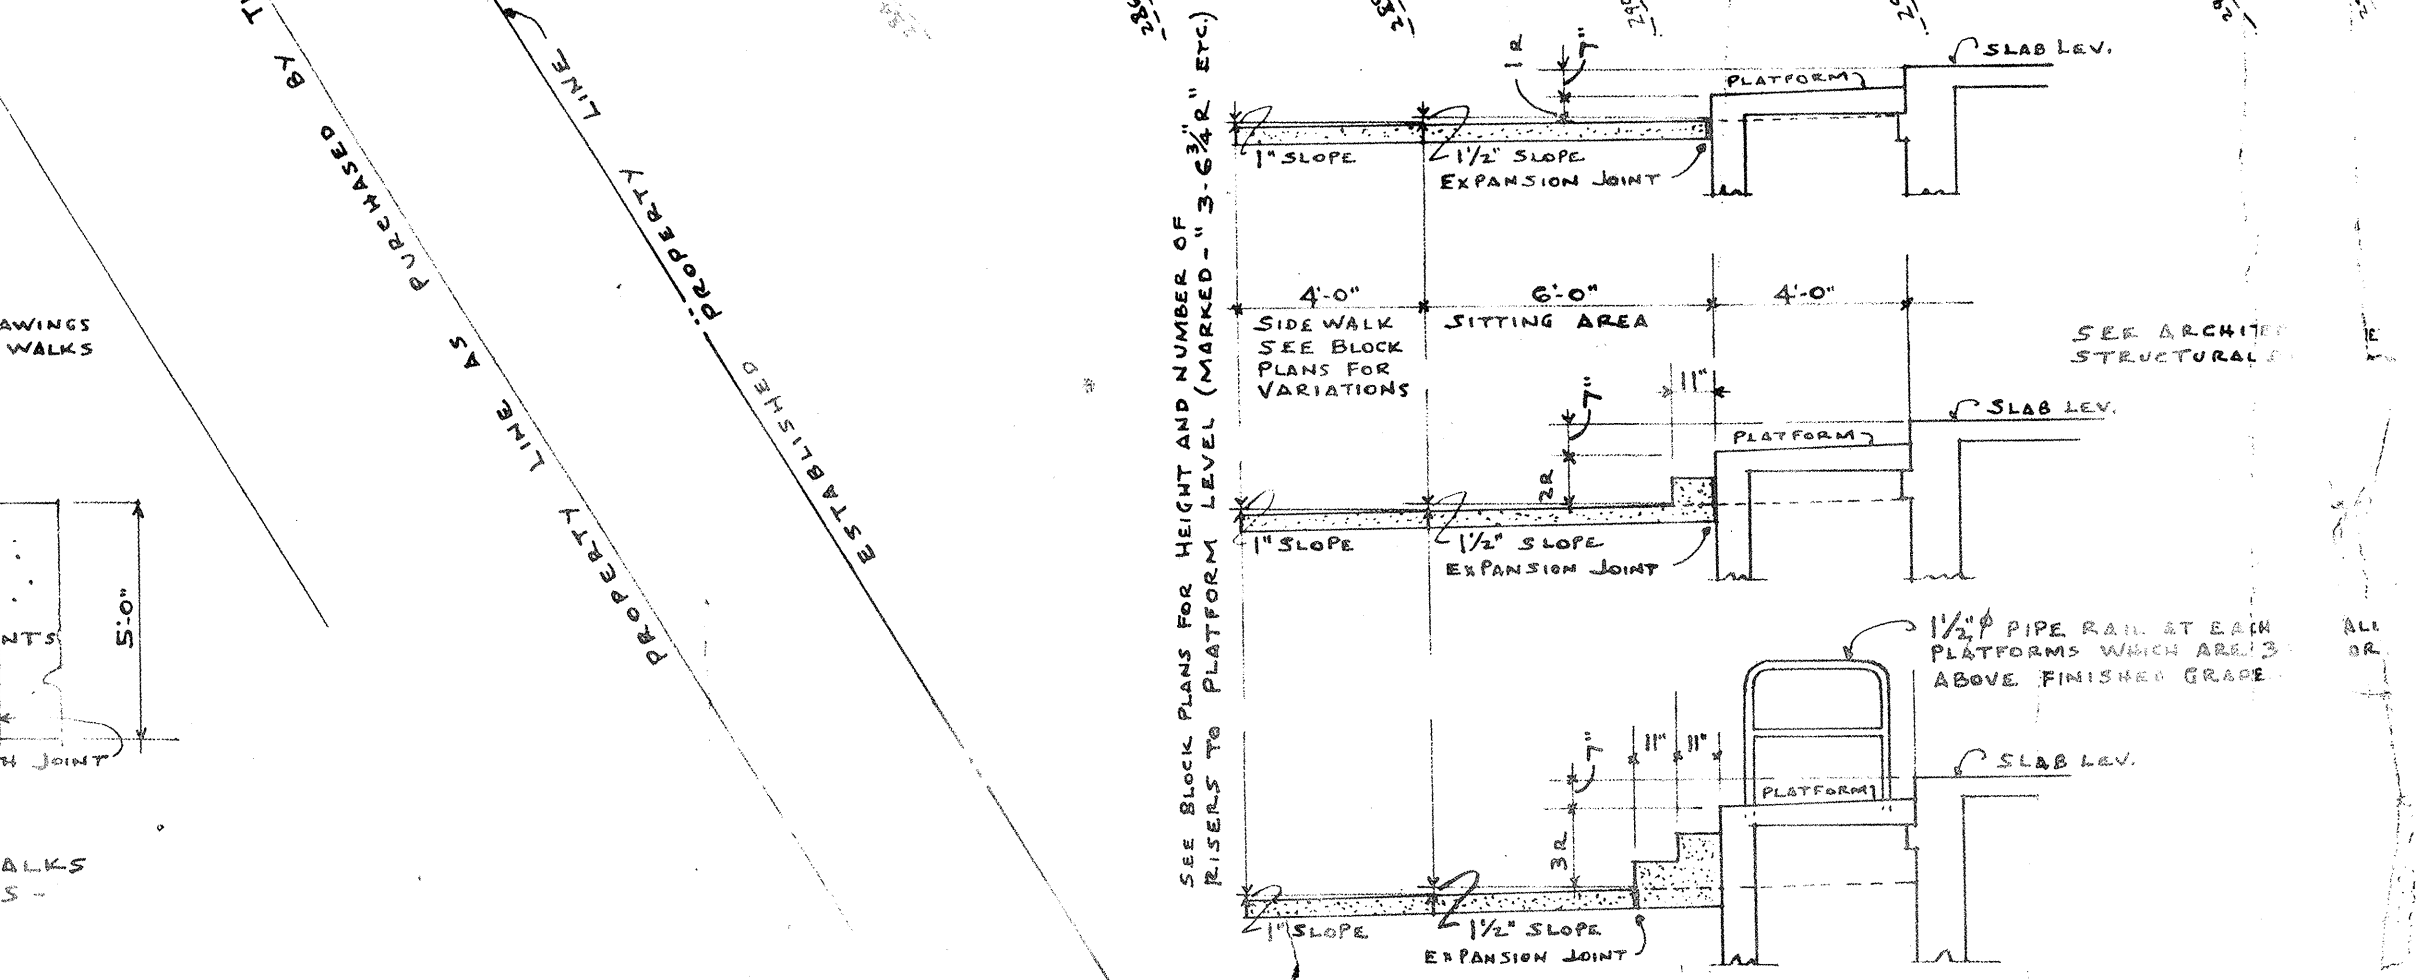 BY
PURCHASED
AS
LINE
PROPERTY
LINE
PROPERTY
ESTABLISHED
AWINGS
WALKS
5'-0"
NTS
JOINT
ALKS
S -
SEE BLOCK PLANS FOR HEIGHT AND NUMBER OF
RISERS TO PLATFORM LEVEL (MARKED-"3-6¾"R" ETC.)
1 R
7"
PLATFORM
SLAB LEV.
1" SLOPE
1½" SLOPE
EXPANSION JOINT
4'-0"
6'-0"
4'-0"
SIDE WALK
SEE BLOCK
PLANS FOR
VARIATIONS
SITTING AREA
SEE ARCHITE
STRUCTURAL
11"
7"
2R
PLATFORM
SLAB LEV.
1" SLOPE
1½" SLOPE
EXPANSION JOINT
1½"ϕ PIPE RAIL AT EACH ALL
PLATFORMS WHICH ARE 3 OR
ABOVE FINISHED GRADE
7"
11"
11"
3R
PLATFORM
SLAB LEV.
1" SLOPE
1½" SLOPE
EXPANSION JOINT